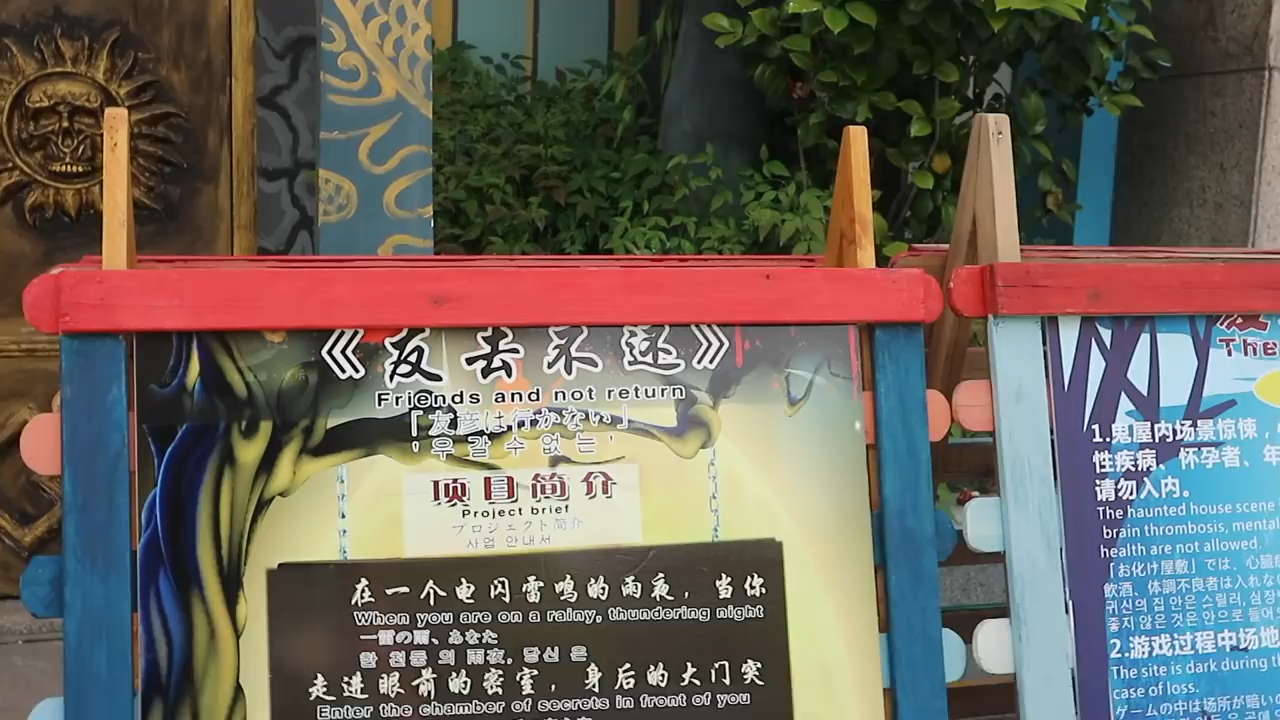 《友去不返》
Friends and not return
「友彦は行かない」
'우 갈 수 없 는'
项目简介
Project brief
プロジェクト簡介
사업 안내서
在一个电闪雷鸣的雨夜，当你
When you are on a rainy, thundering night
一雷の雨、あなた
한 천둥 의 雨夜, 당신 은
走进眼前的密室，身后的大门突
Enter the chamber of secrets in front of you
The
1.鬼屋内场景惊悚，
性疾病、怀孕者、年
请勿入内。
The haunted house scene
brain thrombosis, mental
health are not allowed.
「お化け屋敷」では、心臓
飲酒、体調不良者は入れな
귀신의 집 안은 스릴러, 심장
좋지 않은 것은 안으로 들어
2.游戏过程中场地
The site is dark during t
case of loss.
ゲームの中は場所が暗い